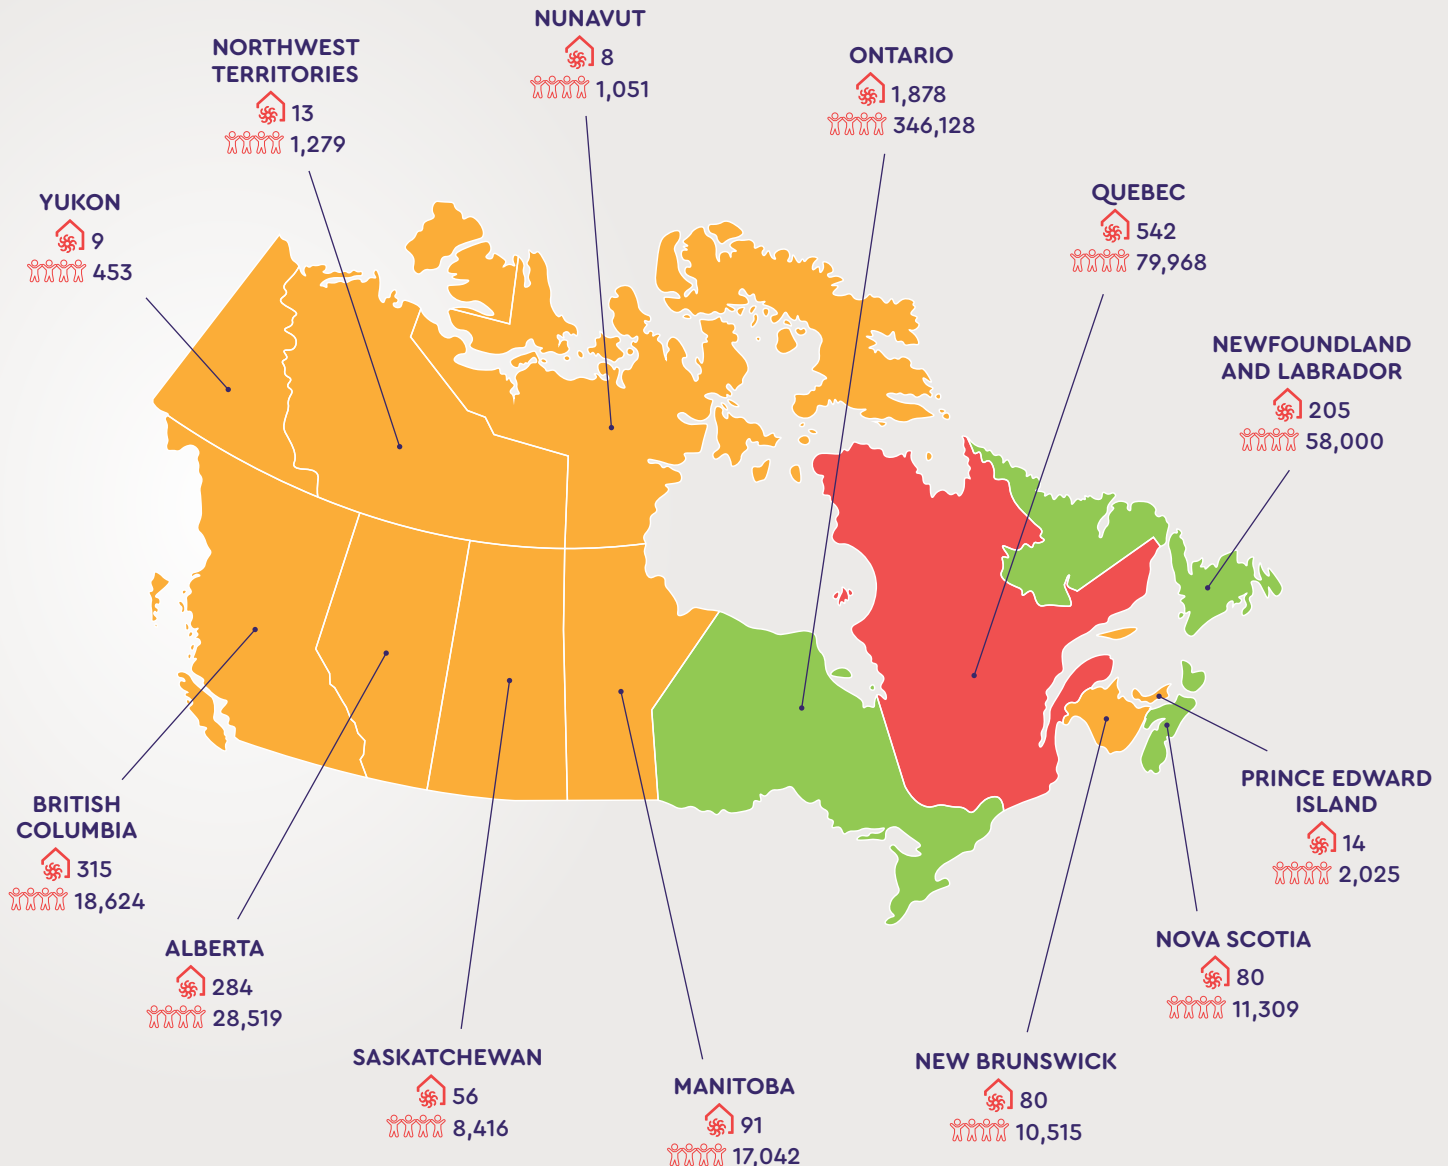 NUNAVUT
8
1,051
NORTHWEST
TERRITORIES
13
1,279
ONTARIO
1,878
346,128
YUKON
9
453
QUEBEC
542
79,968
NEWFOUNDLAND
AND LABRADOR
205
58,000
BRITISH
COLUMBIA
315
18,624
PRINCE EDWARD
ISLAND
14
2,025
ALBERTA
284
28,519
NOVA SCOTIA
80
11,309
SASKATCHEWAN
56
8,416
MANITOBA
91
17,042
NEW BRUNSWICK
80
10,515